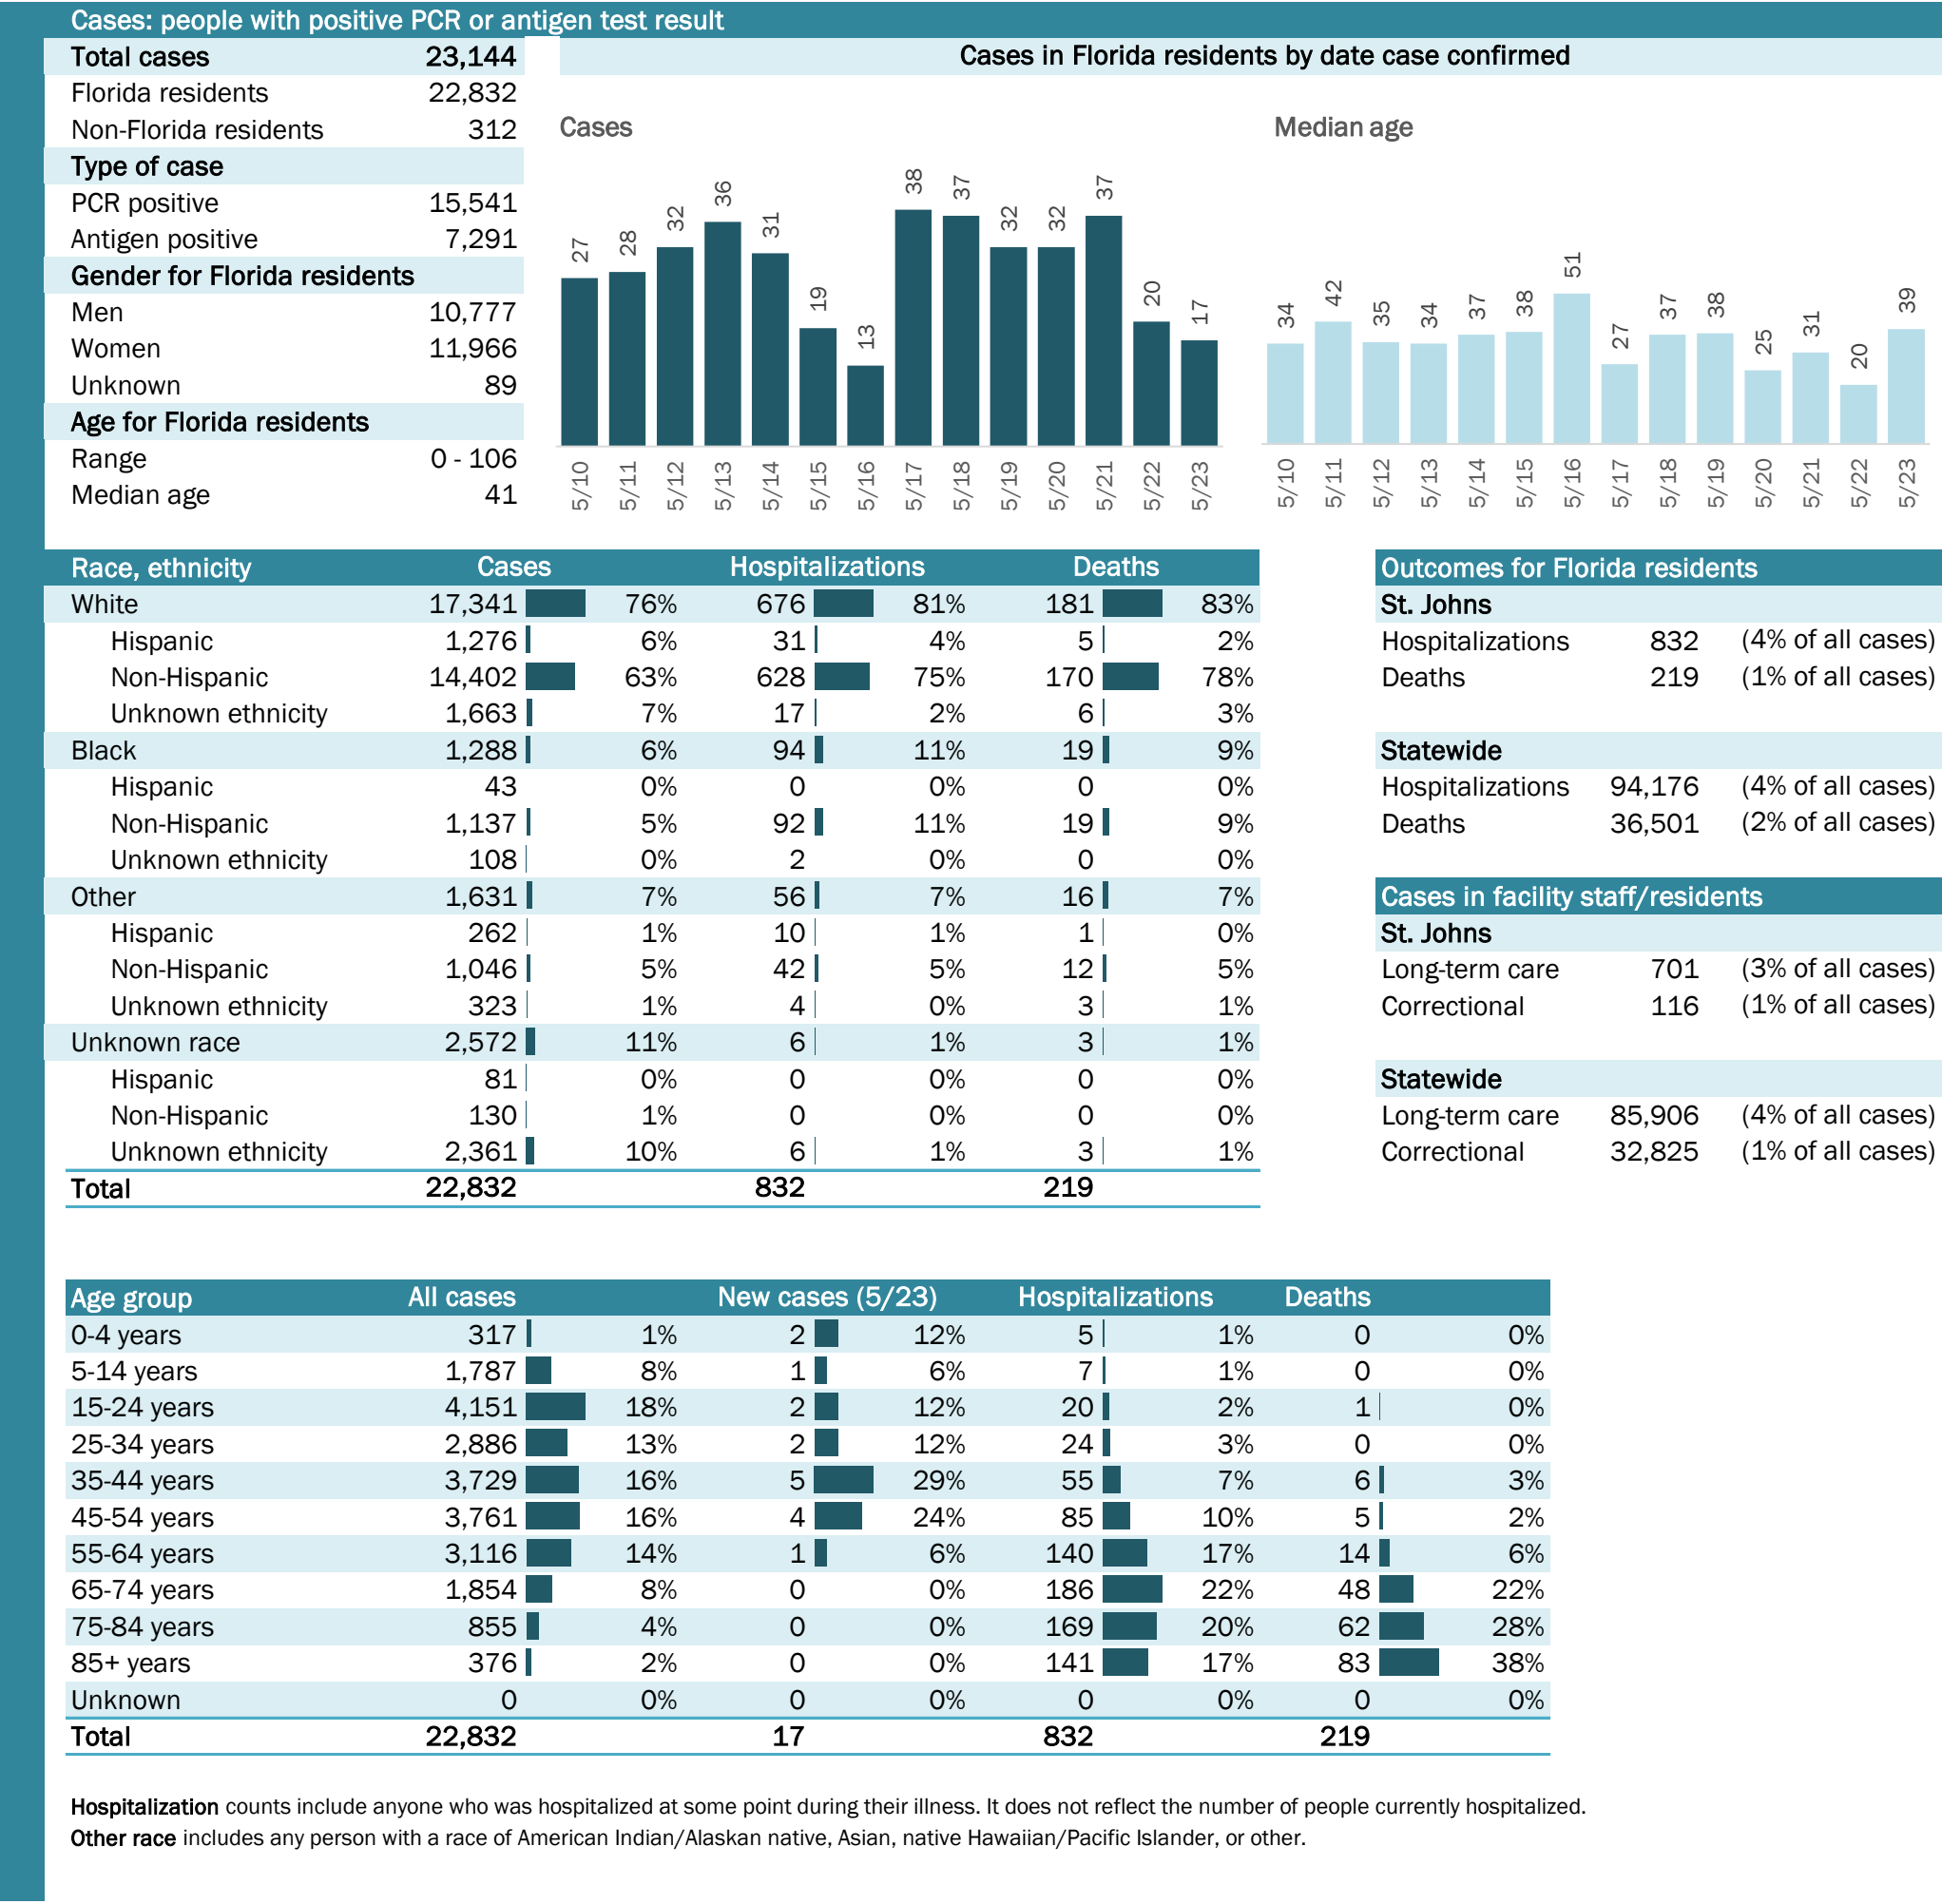 Cases: people with positive PCR or antigen test result
Total cases 23,144
Florida residents 22,832
Non-Florida residents 312
Type of case
PCR positive 15,541
Antigen positive 7,291
Gender for Florida residents
Men 10,777
Women 11,966
Unknown 89
Age for Florida residents
Range 0 - 106
Median age 41
Cases in Florida residents by date case confirmed
Cases
27 28 32 36 31 19 13 38 37 32 32 37 20 17
5/10 5/11 5/12 5/13 5/14 5/15 5/16 5/17 5/18 5/19 5/20 5/21 5/22 5/23
Median age
34 42 35 34 37 38 51 27 37 38 25 31 20 39
5/10 5/11 5/12 5/13 5/14 5/15 5/16 5/17 5/18 5/19 5/20 5/21 5/22 5/23
Race, ethnicity Cases Hospitalizations Deaths
White 17,341 76% 676 81% 181 83%
Hispanic 1,276 6% 31 4% 5 2%
Non-Hispanic 14,402 63% 628 75% 170 78%
Unknown ethnicity 1,663 7% 17 2% 6 3%
Black 1,288 6% 94 11% 19 9%
Hispanic 43 0% 0 0% 0 0%
Non-Hispanic 1,137 5% 92 11% 19 9%
Unknown ethnicity 108 0% 2 0% 0 0%
Other 1,631 7% 56 7% 16 7%
Hispanic 262 1% 10 1% 1 0%
Non-Hispanic 1,046 5% 42 5% 12 5%
Unknown ethnicity 323 1% 4 0% 3 1%
Unknown race 2,572 11% 6 1% 3 1%
Hispanic 81 0% 0 0% 0 0%
Non-Hispanic 130 1% 0 0% 0 0%
Unknown ethnicity 2,361 10% 6 1% 3 1%
Total 22,832 832 219
Outcomes for Florida residents
St. Johns
Hospitalizations 832 (4% of all cases)
Deaths 219 (1% of all cases)
Statewide
Hospitalizations 94,176 (4% of all cases)
Deaths 36,501 (2% of all cases)
Cases in facility staff/residents
St. Johns
Long-term care 701 (3% of all cases)
Correctional 116 (1% of all cases)
Statewide
Long-term care 85,906 (4% of all cases)
Correctional 32,825 (1% of all cases)
Age group All cases New cases (5/23) Hospitalizations Deaths
0-4 years 317 1% 2 12% 5 1% 0 0%
5-14 years 1,787 8% 1 6% 7 1% 0 0%
15-24 years 4,151 18% 2 12% 20 2% 1 0%
25-34 years 2,886 13% 2 12% 24 3% 0 0%
35-44 years 3,729 16% 5 29% 55 7% 6 3%
45-54 years 3,761 16% 4 24% 85 10% 5 2%
55-64 years 3,116 14% 1 6% 140 17% 14 6%
65-74 years 1,854 8% 0 0% 186 22% 48 22%
75-84 years 855 4% 0 0% 169 20% 62 28%
85+ years 376 2% 0 0% 141 17% 83 38%
Unknown 0 0% 0 0% 0 0% 0 0%
Total 22,832 17 832 219
Hospitalization counts include anyone who was hospitalized at some point during their illness. It does not reflect the number of people currently hospitalized.
Other race includes any person with a race of American Indian/Alaskan native, Asian, native Hawaiian/Pacific Islander, or other.